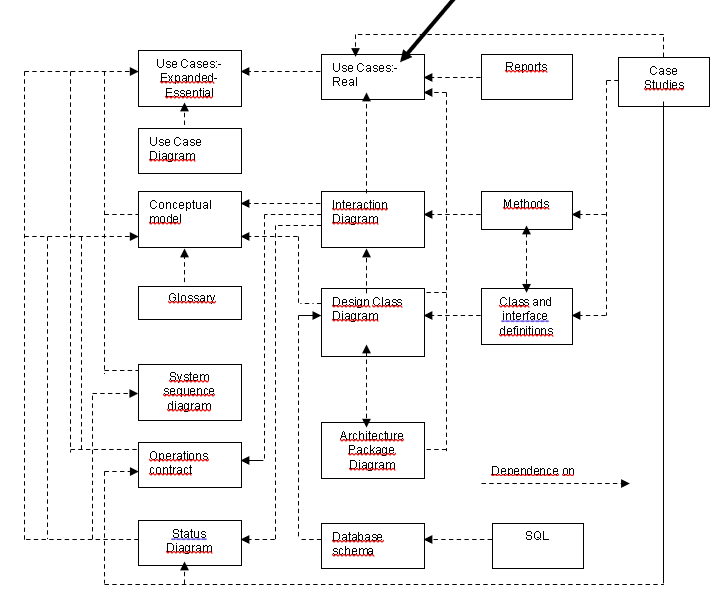 Use Cases:-
Expanded-
Essential
Use Cases:-
Real
Reports
Case
Studies
Use Case
Diagram
Conceptual
model
Interaction
Diagram
Methods
Glossary
Design Class
Diagram
Class and
interface
definitions
System
sequence
diagram
Architecture
Package
Diagram
Operations
contract
Dependence on
Status
Diagram
Database
schema
SQL